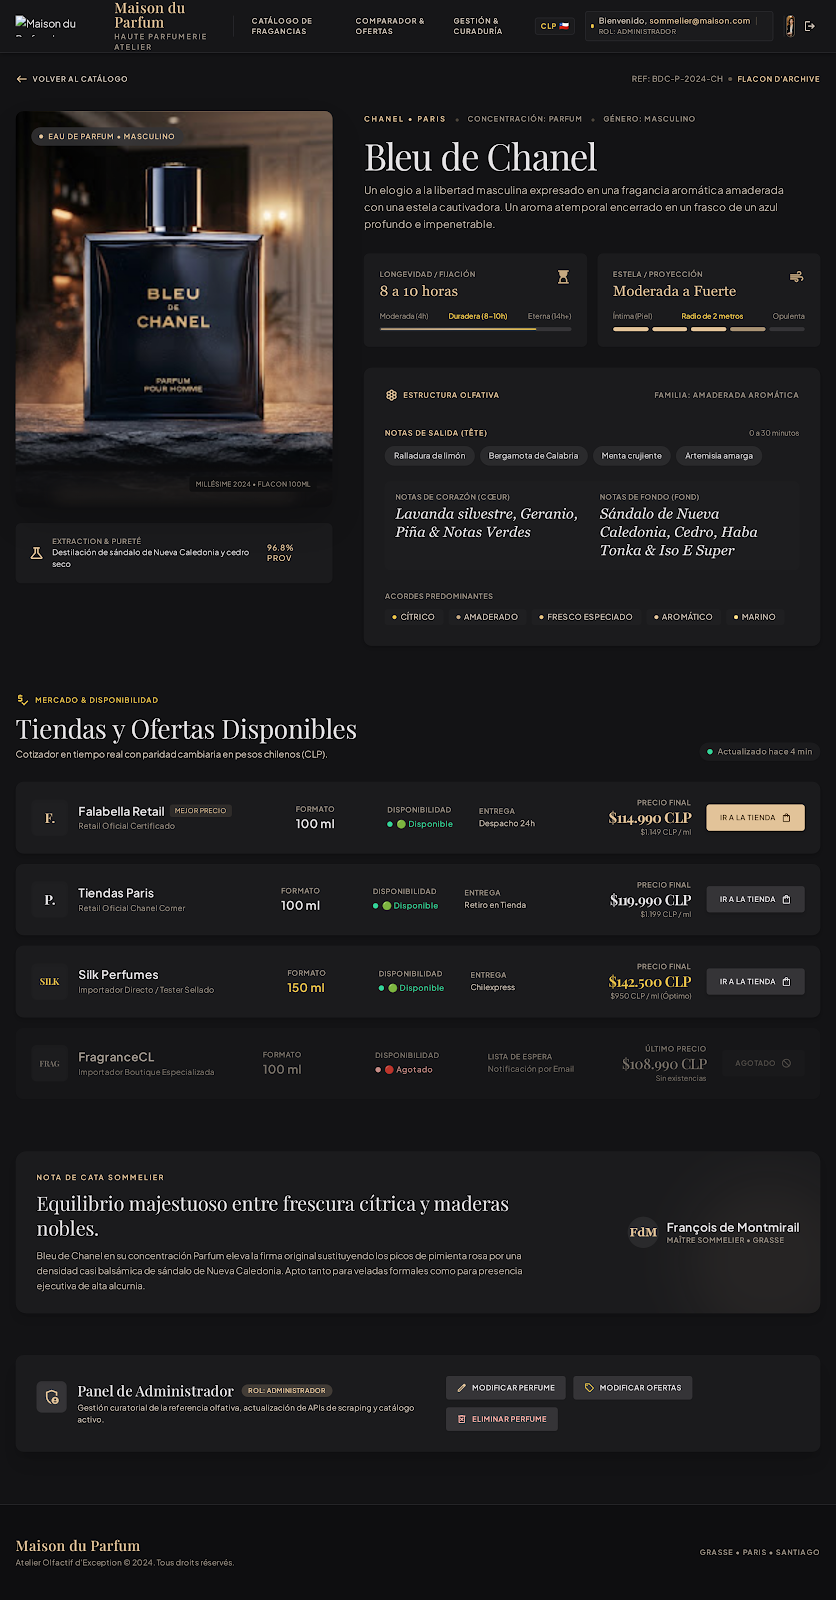 Maison du
Maison du
Parfum
HAUTE PARFUMERIE
ATELIER
CATÁLOGO DE
FRAGANCIAS
COMPARADOR &
OFERTAS
GESTIÓN &
CURADURÍA
CLP 🇨🇱
Bienvenido, sommelier@maison.com |
ROL: ADMINISTRADOR
← VOLVER AL CATÁLOGO
REF: BDC-P-2024-CH • FLACON D'ARCHIVE
• EAU DE PARFUM • MASCULINO
BLEU
DE
CHANEL
PARFUM
POUR HOMME
MILLÉSIME 2024 • FLACON 100ML
EXTRACTION & PURETÉ
Destilación de sándalo de Nueva Caledonia y cedro
seco
96.8%
PROV
CHANEL • PARIS • CONCENTRACIÓN: PARFUM • GÉNERO: MASCULINO
Bleu de Chanel
Un elogio a la libertad masculina expresado en una fragancia aromática amaderada
con una estela cautivadora. Un aroma atemporal encerrado en un frasco de un azul
profundo e impenetrable.
LONGEVIDAD / FIJACIÓN
8 a 10 horas
Moderada (4h) Duradera (8-10h) Eterna (14h+)
ESTELA / PROYECCIÓN
Moderada a Fuerte
Íntima (Piel) Radio de 2 metros Opulenta
ESTRUCTURA OLFATIVA
FAMILIA: AMADERADA AROMÁTICA
NOTAS DE SALIDA (TÊTE)
0 a 30 minutos
Ralladura de limón Bergamota de Calabria Menta crujiente Artemisia amarga
NOTAS DE CORAZÓN (CŒUR)
Lavanda silvestre, Geranio,
Piña & Notas Verdes
NOTAS DE FONDO (FOND)
Sándalo de Nueva
Caledonia, Cedro, Haba
Tonka & Iso E Super
ACORDES PREDOMINANTES
• CÍTRICO • AMADERADO • FRESCO ESPECIADO • AROMÁTICO • MARINO
MERCADO & DISPONIBILIDAD
Tiendas y Ofertas Disponibles
Cotizador en tiempo real con paridad cambiaria en pesos chilenos (CLP).
• Actualizado hace 4 min
F.
Falabella Retail MEJOR PRECIO
Retail Oficial Certificado
FORMATO
100 ml
DISPONIBILIDAD
• 🟢 Disponible
ENTREGA
Despacho 24h
PRECIO FINAL
$114.990 CLP
$1.149 CLP / ml
IR A LA TIENDA
P.
Tiendas Paris
Retail Oficial Chanel Corner
FORMATO
100 ml
DISPONIBILIDAD
• 🟢 Disponible
ENTREGA
Retiro en Tienda
PRECIO FINAL
$119.990 CLP
$1.199 CLP / ml
IR A LA TIENDA
SILK
Silk Perfumes
Importador Directo / Tester Sellado
FORMATO
150 ml
DISPONIBILIDAD
• 🟢 Disponible
ENTREGA
Chilexpress
PRECIO FINAL
$142.500 CLP
$950 CLP / ml (Óptimo)
IR A LA TIENDA
FRAG
FragranceCL
Importador Boutique Especializada
FORMATO
100 ml
DISPONIBILIDAD
• 🔴 Agotado
LISTA DE ESPERA
Notificación por Email
ÚLTIMO PRECIO
$108.990 CLP
Sin existencias
AGOTADO
NOTA DE CATA SOMMELIER
Equilibrio majestuoso entre frescura cítrica y maderas
nobles.
Bleu de Chanel en su concentración Parfum eleva la firma original sustituyendo los picos de pimienta rosa por una
densidad casi balsámica de sándalo de Nueva Caledonia. Apto tanto para veladas formales como para presencia
ejecutiva de alta alcurnia.
FdM
François de Montmirail
MAÎTRE SOMMELIER • GRASSE
Panel de Administrador ROL: ADMINISTRADOR
Gestión curatorial de la referencia olfativa, actualización de APIs de scraping y catálogo
activo.
MODIFICAR PERFUME
MODIFICAR OFERTAS
ELIMINAR PERFUME
Maison du Parfum
Atelier Olfactif d'Exception © 2024. Tous droits réservés.
GRASSE • PARIS • SANTIAGO